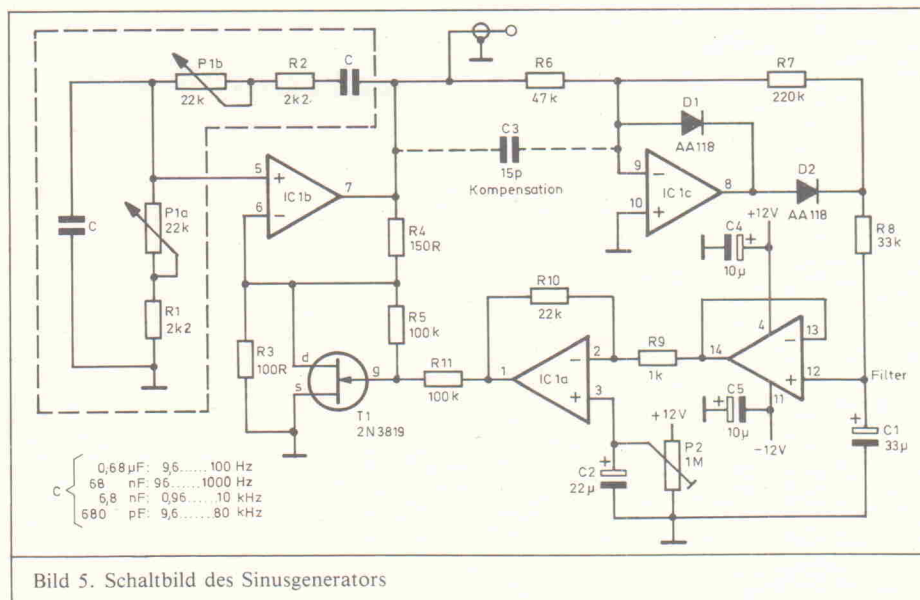 P1b
22k
R2
2k2
C
C
P1a
22k
R1
2k2
5
+
6
−
IC 1b
7
R4
150R
R5
100k
R3
100R
d
s
g
T1
2N3819
R11
100k
R6
47k
C3
15p
Kompensation
R7
220k
D1
AA118
9
−
10
+
IC 1c
8
D2
AA118
+12V
C4
+
10µ
R8
33k
R10
22k
1
−
2
+
3
IC 1a
R9
1k
14
4
−
13
+
12
11
Filter
C5
+
10µ
−12V
+12V
P2
1M
+
C2
22µ
+
C1
33µ
C
0,68 µF: 9,6......100 Hz
68 nF: 96......1000 Hz
6,8 nF: 0,96......10 kHz
680 pF: 9,6.......80 kHz
Bild 5. Schaltbild des Sinusgenerators